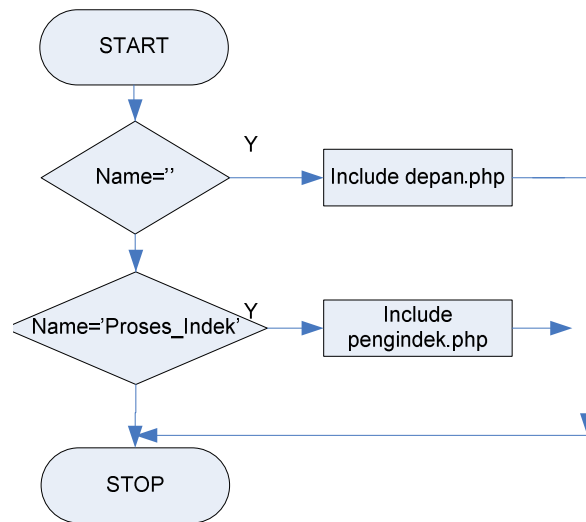 START
Y
Name=’’
Include depan.php
Y
Name=’Proses_Indek’
Include
pengindek.php
STOP